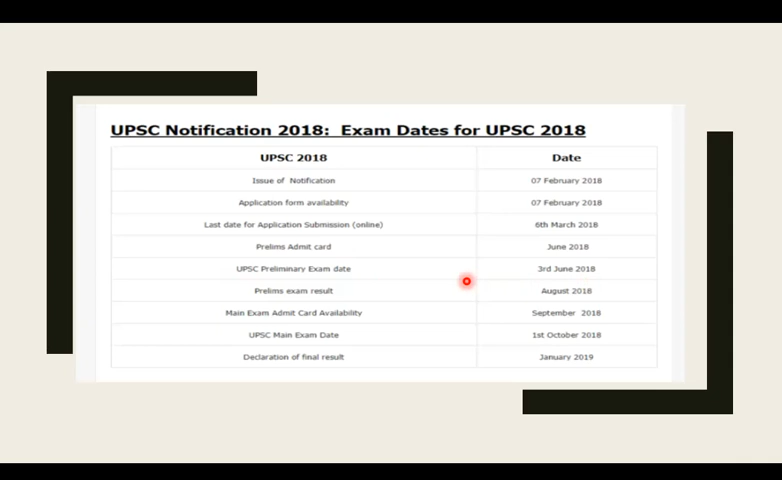 UPSC Notification 2018:  Exam Dates for UPSC 2018
UPSC 2018 Date
Issue of  Notification 07 February 2018
Application form availability 07 February 2018
Last date for Application Submission (online) 6th March 2018
Prelims Admit card June 2018
UPSC Preliminary Exam date 3rd June 2018
Prelims exam result August 2018
Main Exam Admit Card Availability September  2018
UPSC Main Exam Date 1st October 2018
Declaration of final result January 2019